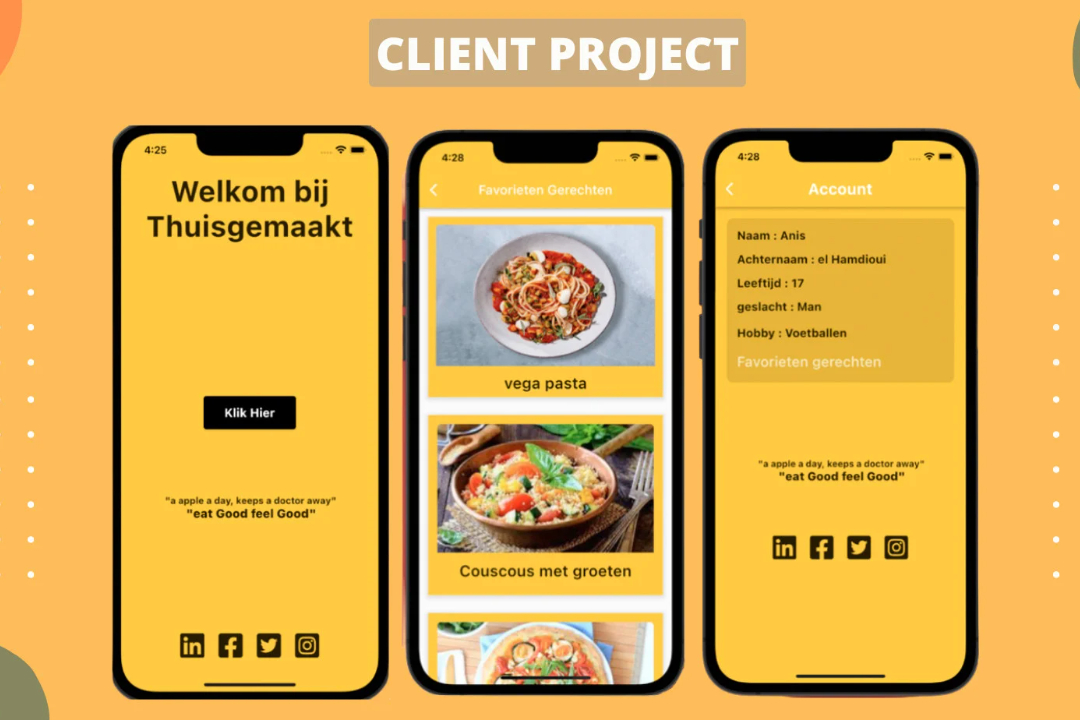 CLIENT PROJECT
4:25
Welkom bij
Thuisgemaakt
Klik Hier
"a apple a day, keeps a doctor away"
"eat Good feel Good"
4:28
Favorieten Gerechten
vega pasta
Couscous met groeten
4:28
Account
Naam : Anis
Achternaam : el Hamdioui
Leeftijd : 17
geslacht : Man
Hobby : Voetballen
Favorieten gerechten
"a apple a day, keeps a doctor away"
"eat Good feel Good"